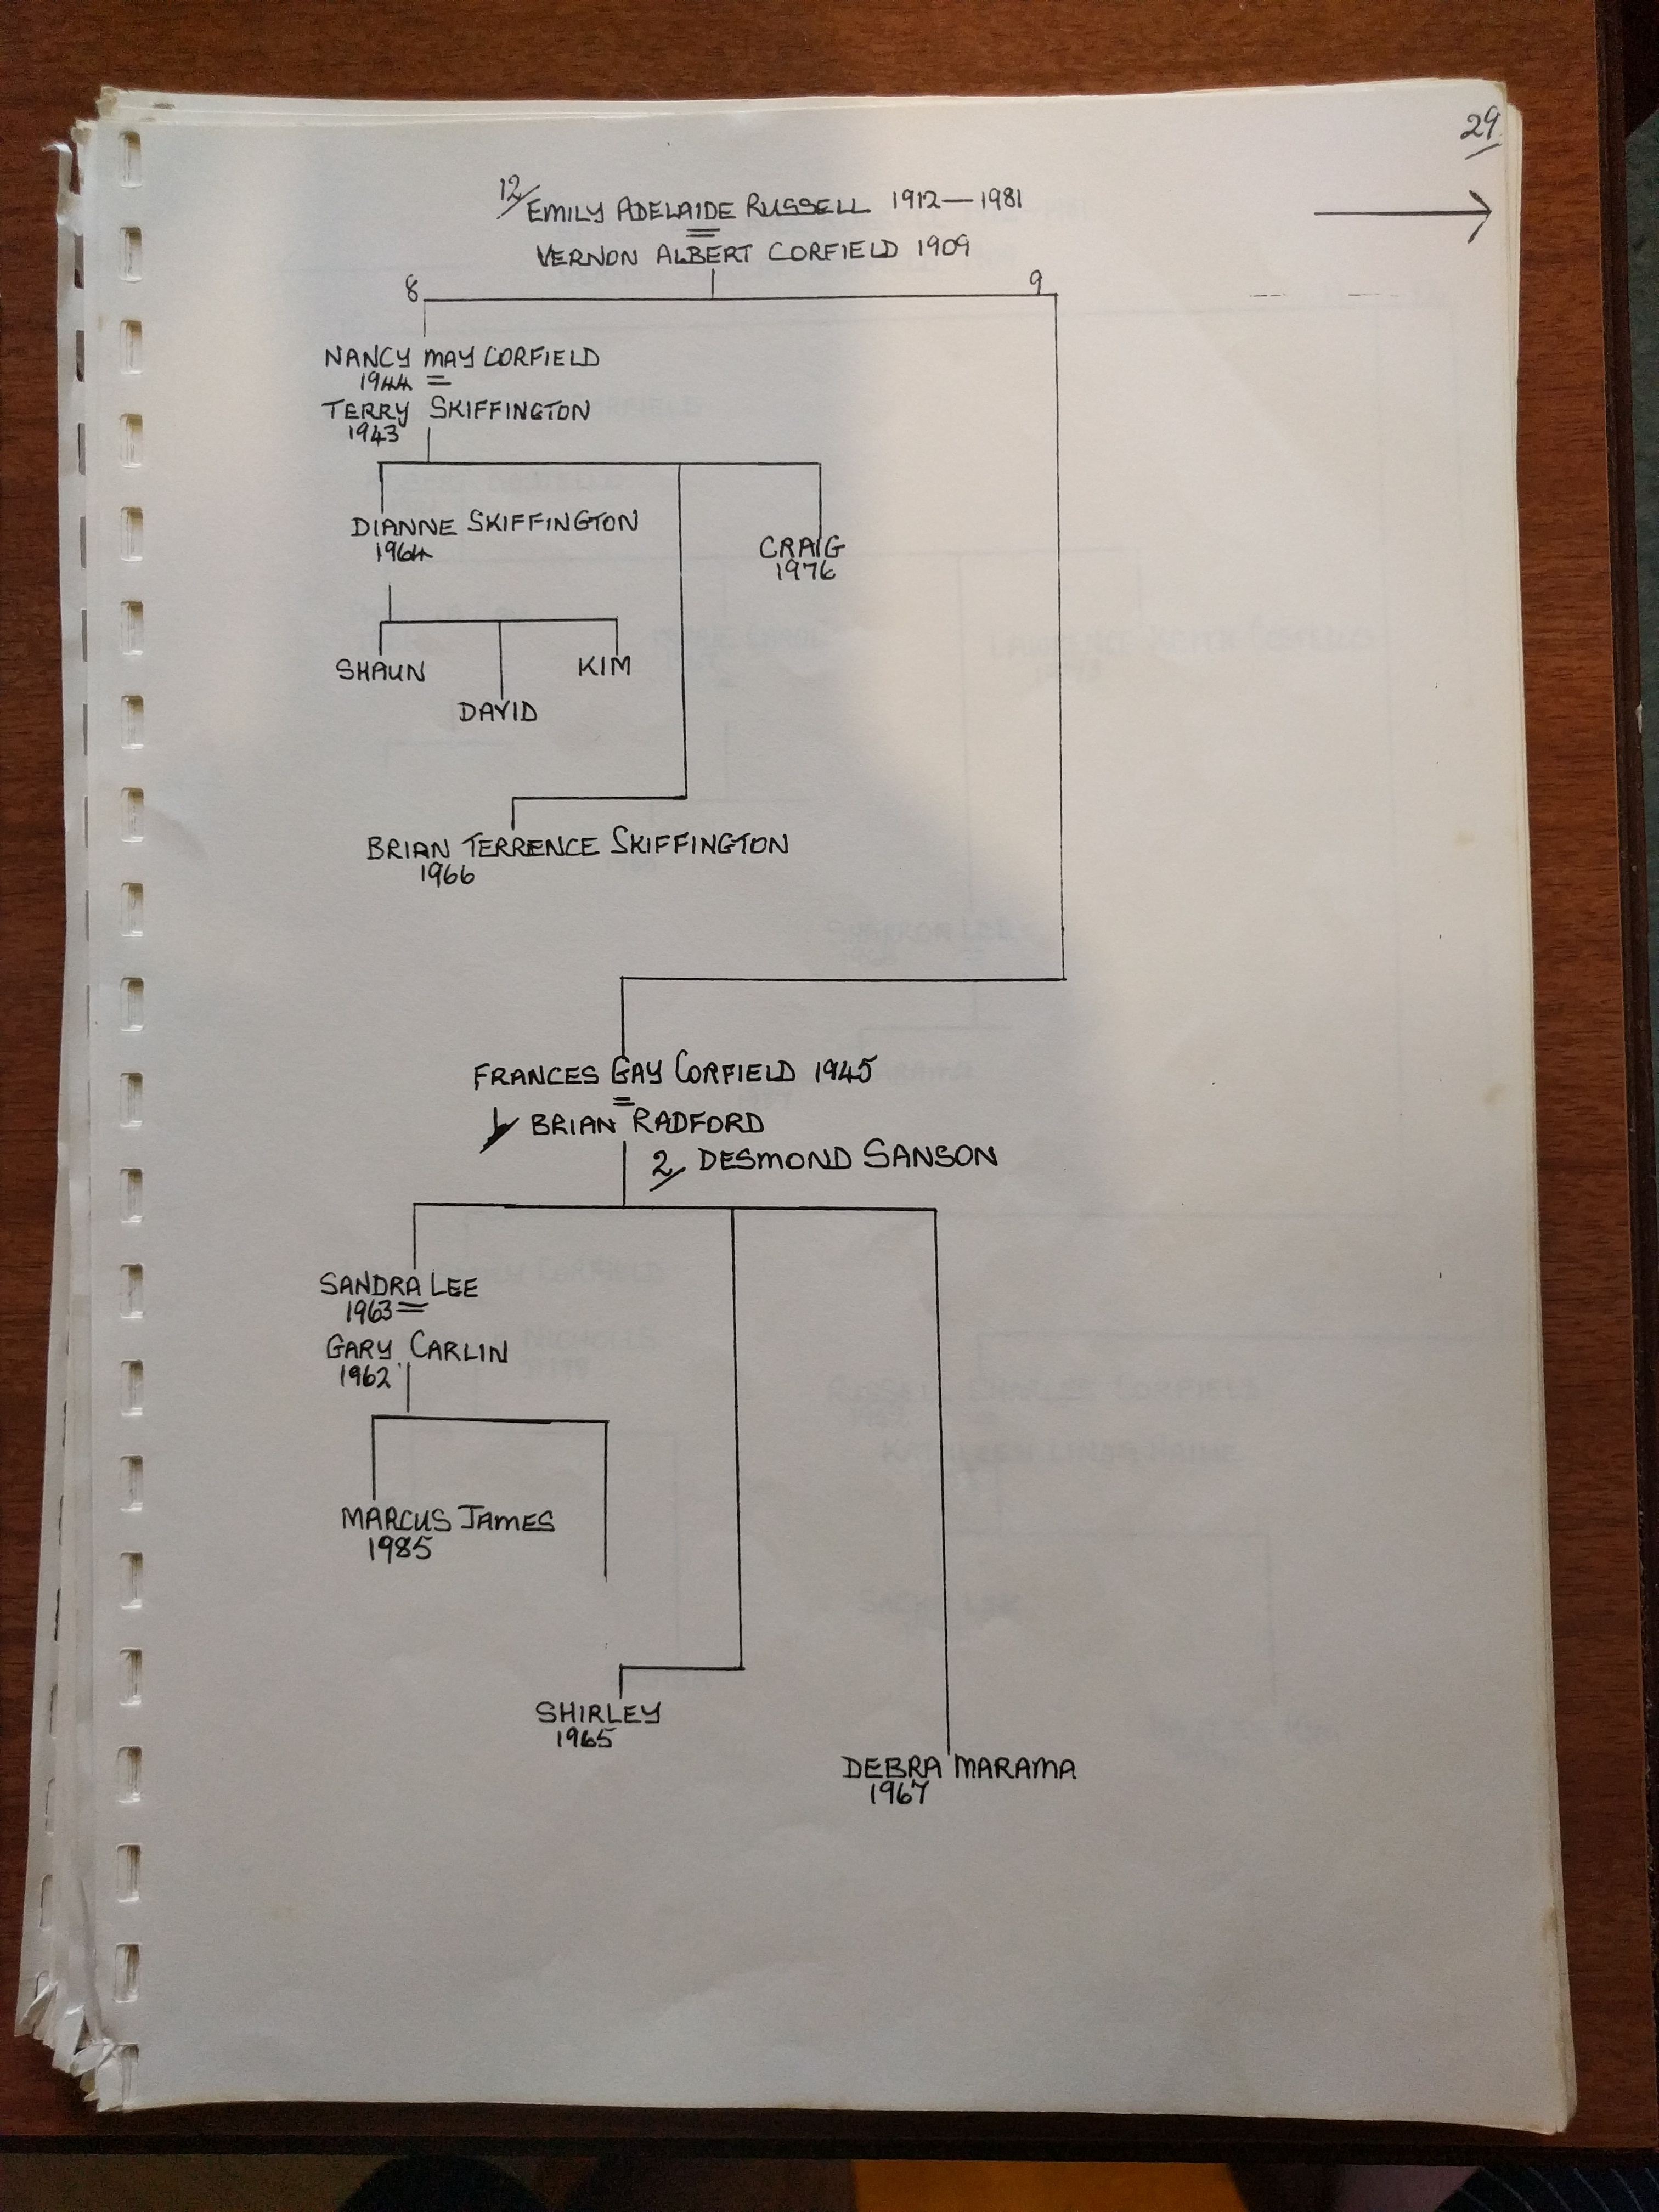 29
12/ EMILY ADELAIDE RUSSELL 1912—1981
=
VERNON ALBERT CORFIELD 1909
8 9
NANCY MAY CORFIELD
1944 =
TERRY SKIFFINGTON
1943
DIANNE SKIFFINGTON
1964
CRAIG
1976
SHAUN
KIM
DAVID
BRIAN TERRENCE SKIFFINGTON
1966
FRANCES GAY CORFIELD 1945
=
1/ BRIAN RADFORD
2/ DESMOND SANSON
SANDRA LEE
1963 =
GARY CARLIN
1962
MARCUS JAMES
1985
SHIRLEY
1965
DEBRA MARAMA
1967